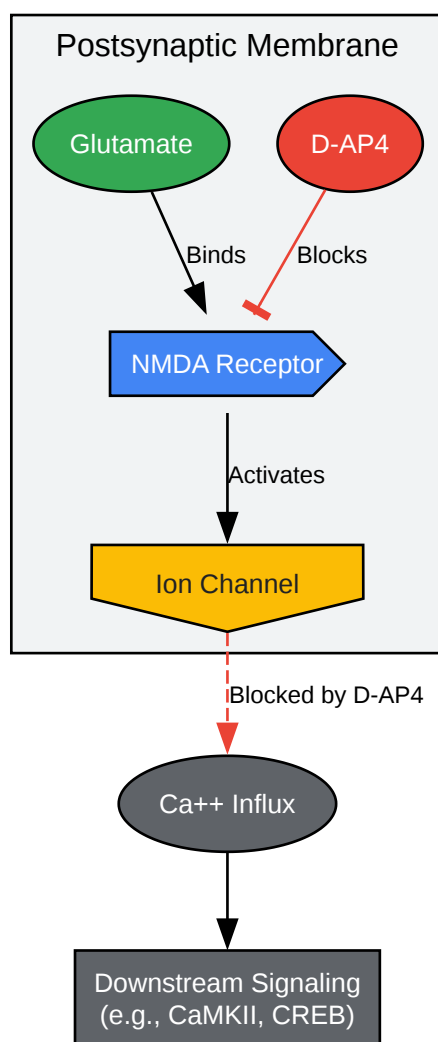 Postsynaptic Membrane
Glutamate
D-AP4
Binds
Blocks
NMDA Receptor
Activates
Ion Channel
Blocked by D-AP4
Ca++ Influx
Downstream Signaling
(e.g., CaMKII, CREB)